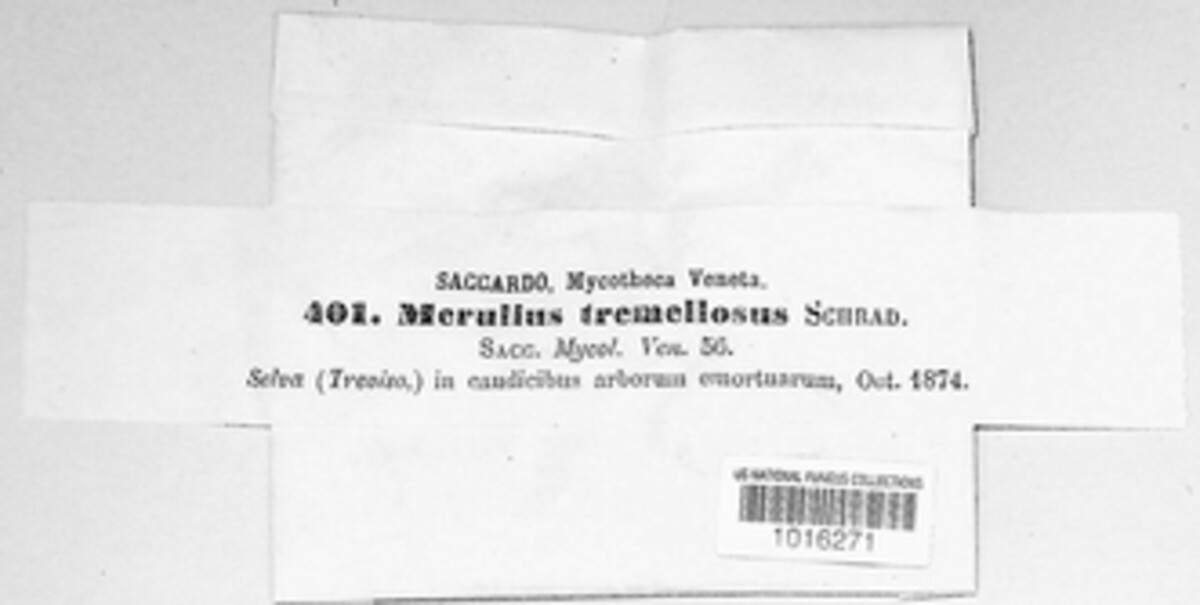 SACCARDO, Mycotheca Veneta.
401. Merulius tremellosus SCHRAD.
SACC. Mycol. Ven. 56.
Selva (Treviso.) in caudicibus arborum emortuarum, Oct. 1874.
US NATIONAL FUNGUS COLLECTIONS
1016271